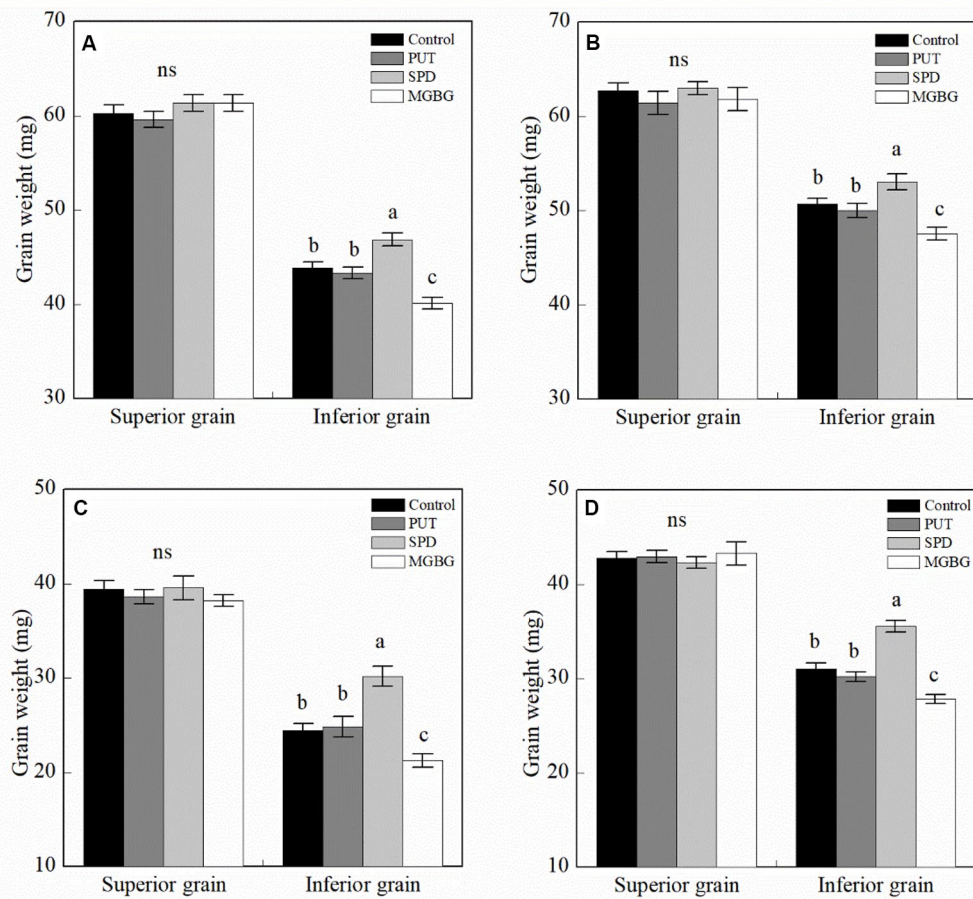 A
Control
PUT
SPD
MGBG
ns
b
b
a
c
70
60
50
40
30
Grain weight (mg)
Superior grain
Inferior grain
B
Control
PUT
SPD
MGBG
ns
b
b
a
c
70
60
50
40
30
Grain weight (mg)
Superior grain
Inferior grain
C
Control
PUT
SPD
MGBG
ns
b
b
a
c
50
40
30
20
10
Grain weight (mg)
Superior grain
Inferior grain
D
Control
PUT
SPD
MGBG
ns
b
b
a
c
50
40
30
20
10
Grain weight (mg)
Superior grain
Inferior grain